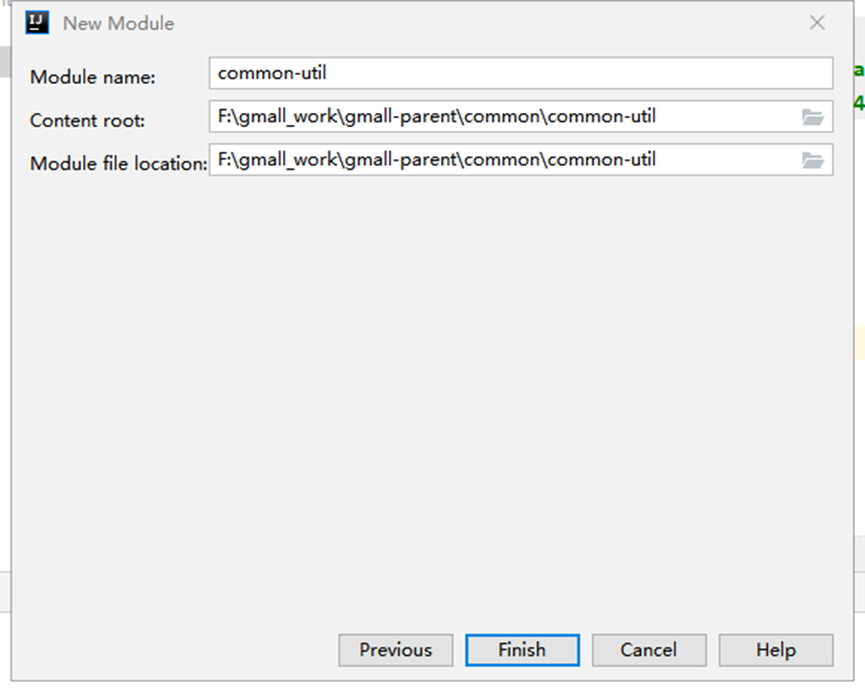 New Module
Module name: common-util
Content root: F:\gmall_work\gmall-parent\common\common-util
Module file location: F:\gmall_work\gmall-parent\common\common-util
Previous Finish Cancel Help